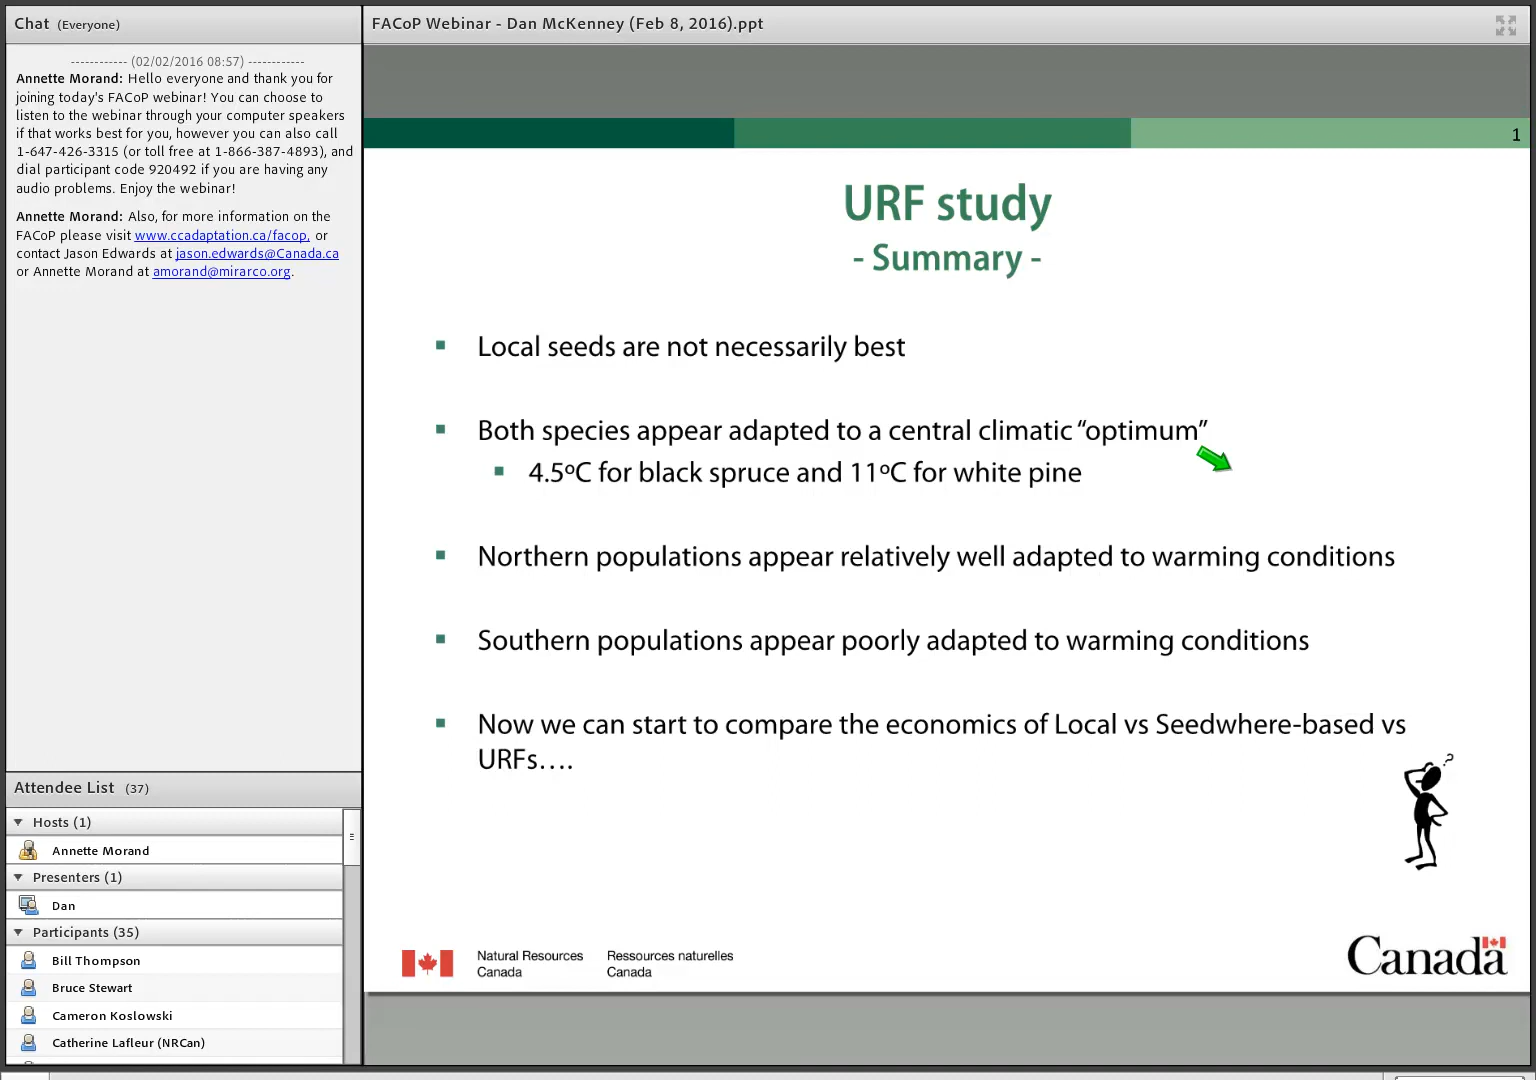 Chat (Everyone)
------------ (02/02/2016 08:57) ------------
Annette Morand: Hello everyone and thank you for
joining today's FACoP webinar! You can choose to
listen to the webinar through your computer speakers
if that works best for you, however you can also call
1-647-426-3315 (or toll free at 1-866-387-4893), and
dial participant code 920492 if you are having any
audio problems. Enjoy the webinar!
Annette Morand: Also, for more information on the
FACoP please visit www.ccadaptation.ca/facop, or
contact Jason Edwards at jason.edwards@Canada.ca
or Annette Morand at amorand@mirarco.org.
Attendee List (37)
Hosts (1)
Annette Morand
Presenters (1)
Dan
Participants (35)
Bill Thompson
Bruce Stewart
Cameron Koslowski
Catherine Lafleur (NRCan)
FACoP Webinar - Dan McKenney (Feb 8, 2016).ppt
1
URF study
- Summary -
Local seeds are not necessarily best
Both species appear adapted to a central climatic “optimum”
4.5ºC for black spruce and 11ºC for white pine
Northern populations appear relatively well adapted to warming conditions
Southern populations appear poorly adapted to warming conditions
Now we can start to compare the economics of Local vs Seedwhere-based vs
URFs….
?
Natural Resources Ressources naturelles
Canada Canada
Canada